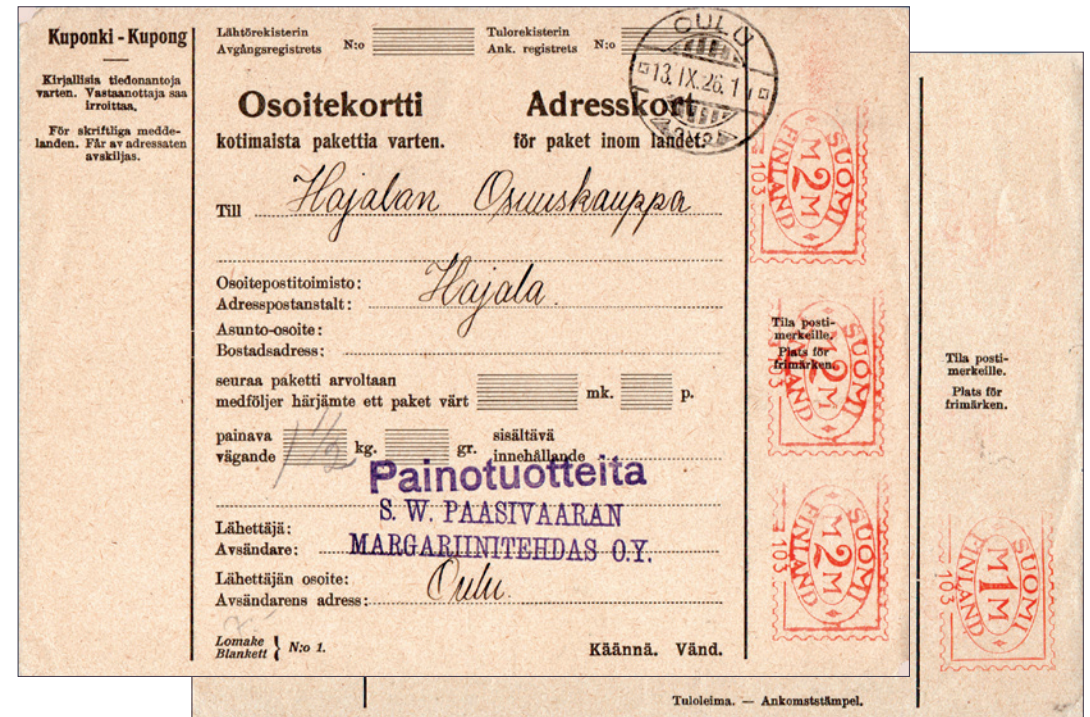 Kuponki - Kupong
Kirjallisia tiedonantoja
varten. Vastaanottaja saa
irroittaa.
För skriftliga medde-
landen. Får av adressaten
avskiljas.
Lähtörekisterin
Avgångsregistrets N:o
Tulorekisterin
Ank. registrets N:o
OULU
13. IX. 26. 1
Osoitekortti
kotimaista pakettia varten.
Adresskort
för paket inom landet.
Till Hajalan Osuuskauppa
Osoitepostitoimisto:
Adresspostanstalt: Hajala.
Asunto-osoite:
Bostadsadress:
seuraa paketti arvoltaan
medföljer härjämte ett paket värt mk. p.
painava
vägande 1 1/2 kg. gr.
sisältävä
innehållande
Painotuotteita
Lähettäjä:
Avsändare:
S. W. PAASIVAARAN
MARGARIINITEHDAS O.Y.
Lähettäjän osoite:
Avsändarens adress: Oulu.
Lomake
Blankett } N:o 1.
Käännä. Vänd.
SUOMI
M2M
FINLAND
103
Tila posti-
merkeille.
Plats för
frimärken.
SUOMI
M2M
FINLAND
103
SUOMI
M2M
FINLAND
103
Tila posti-
merkeille.
Plats för
frimärken.
SUOMI
M1M
FINLAND
103
Tuloleima. — Ankomststämpel.